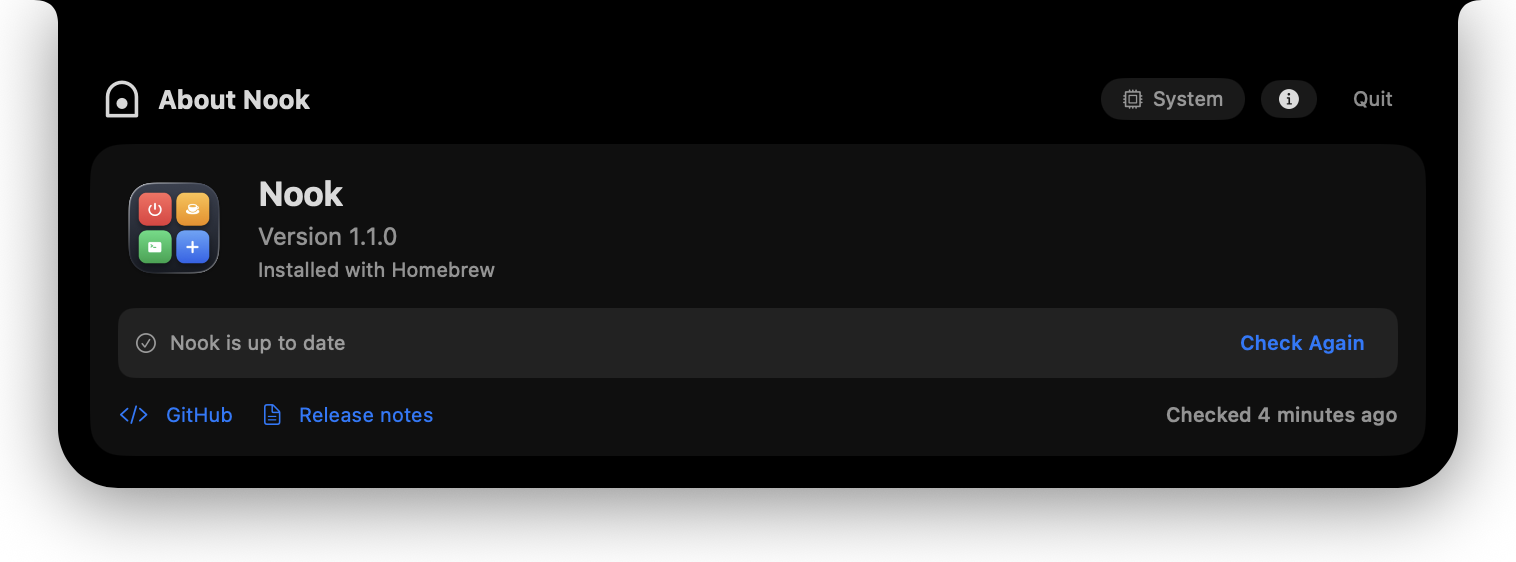 About Nook
System
Quit
Nook
Version 1.1.0
Installed with Homebrew
Nook is up to date
Check Again
GitHub
Release notes
Checked 4 minutes ago